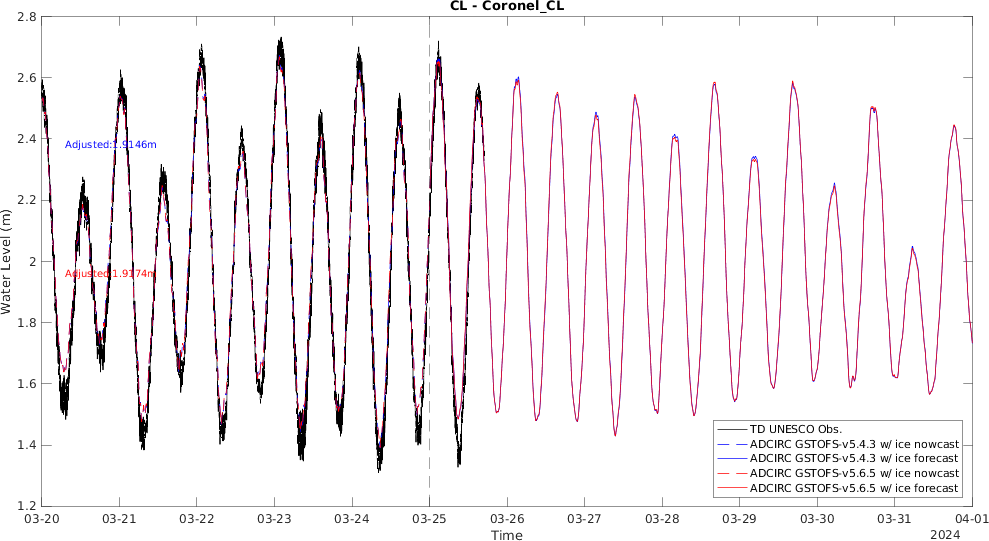 CL - Coronel_CL
2.8
2.6
2.4
2.2
2
1.8
1.6
1.4
1.2
Water Level (m)
Adjusted:1.9146m
Adjusted:1.9174m
TD UNESCO Obs.
ADCIRC GSTOFS-v5.4.3 w/ ice nowcast
ADCIRC GSTOFS-v5.4.3 w/ ice forecast
ADCIRC GSTOFS-v5.6.5 w/ ice nowcast
ADCIRC GSTOFS-v5.6.5 w/ ice forecast
03-20 03-21 03-22 03-23 03-24 03-25 03-26 03-27 03-28 03-29 03-30 03-31 04-01
Time
2024